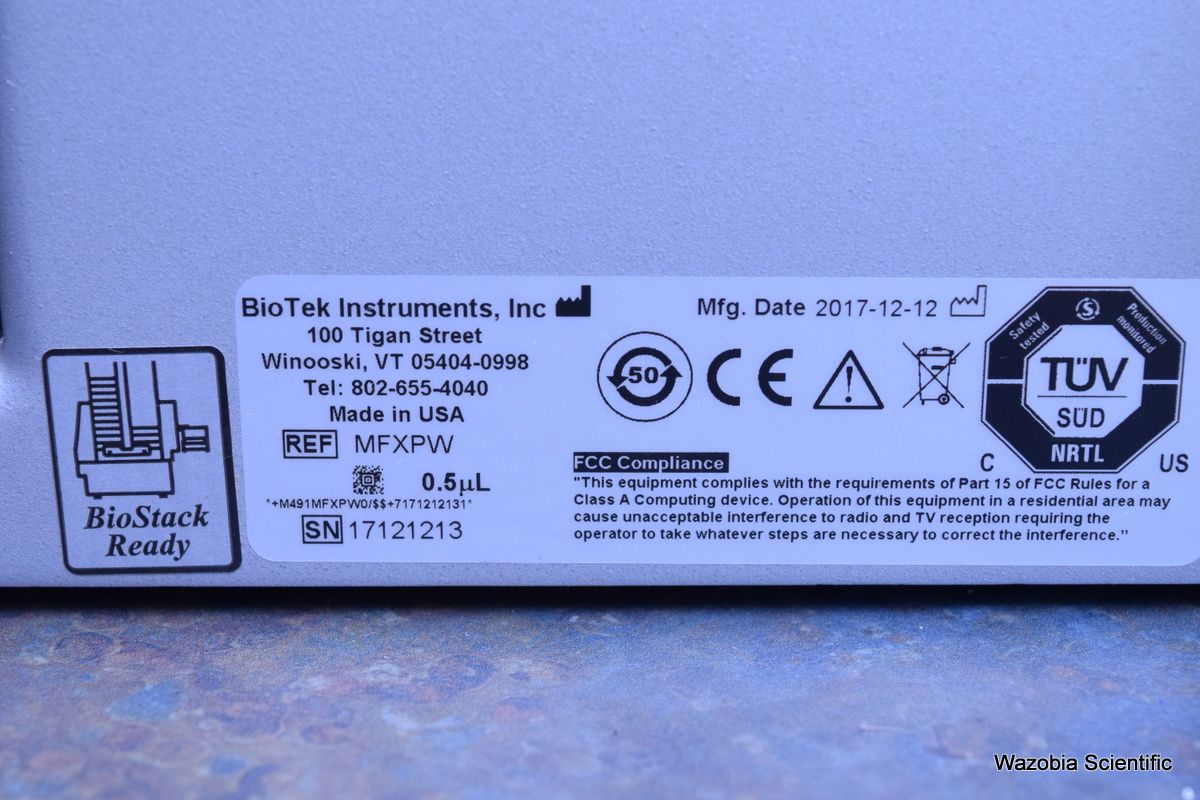 BioTek Instruments, Inc
100 Tigan Street
Winooski, VT 05404-0998
Tel: 802-655-4040
Made in USA
REF MFXPW
0.5µL
*+M491MFXPW0/$$+7171212131*
SN 17121213
Mfg. Date 2017-12-12
50
CE
Safety tested
Production monitored
TÜV
SÜD
NRTL
C US
FCC Compliance
"This equipment complies with the requirements of Part 15 of FCC Rules for a
Class A Computing device. Operation of this equipment in a residential area may
cause unacceptable interference to radio and TV reception requiring the
operator to take whatever steps are necessary to correct the interference."
BioStack
Ready
Wazobia Scientific